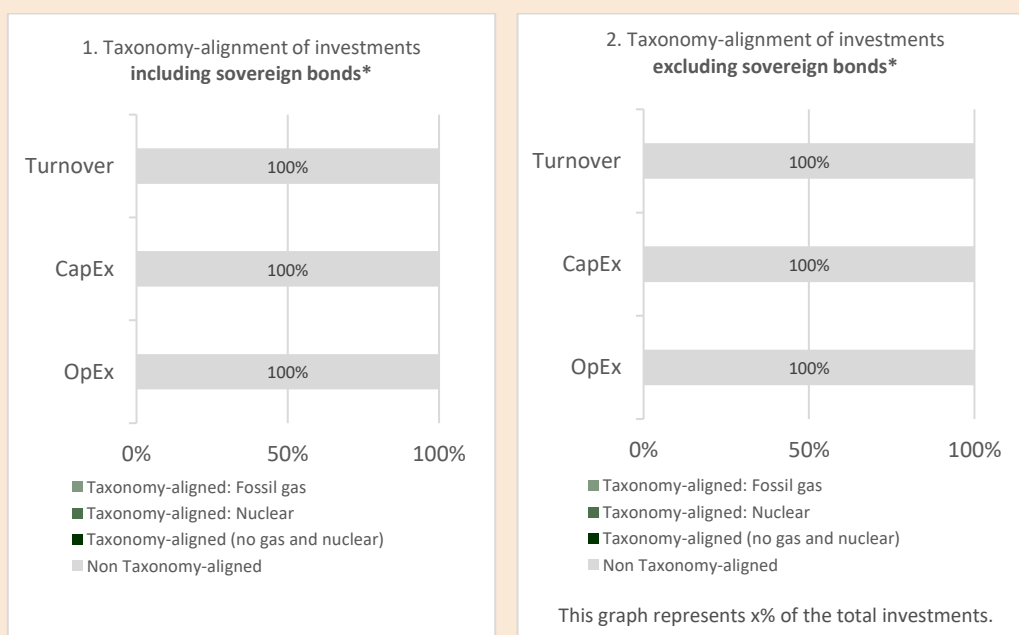 1. Taxonomy-alignment of investments
including sovereign bonds*
Turnover
100%
CapEx
100%
OpEx
100%
0%
50%
100%
Taxonomy-aligned: Fossil gas
Taxonomy-aligned: Nuclear
Taxonomy-aligned (no gas and nuclear)
Non Taxonomy-aligned
2. Taxonomy-alignment of investments
excluding sovereign bonds*
Turnover
100%
CapEx
100%
OpEx
100%
0%
50%
100%
Taxonomy-aligned: Fossil gas
Taxonomy-aligned: Nuclear
Taxonomy-aligned (no gas and nuclear)
Non Taxonomy-aligned
This graph represents x% of the total investments.